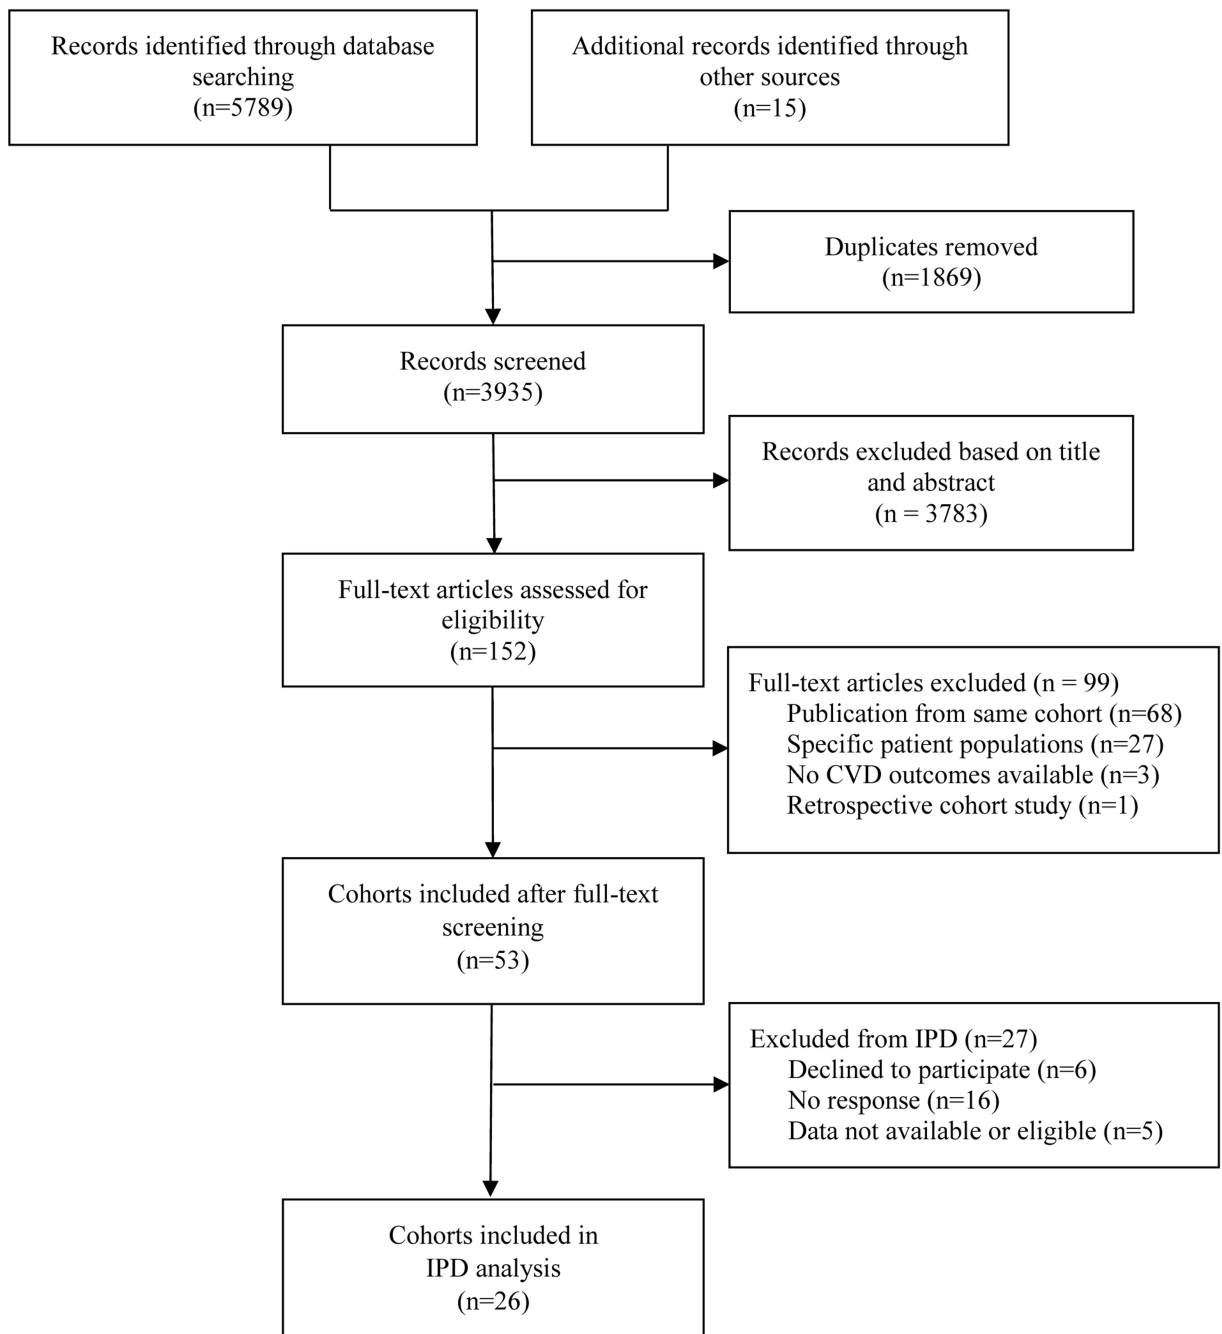 Records identified through database
searching
(n=5789)
Additional records identified through
other sources
(n=15)
Duplicates removed
(n=1869)
Records screened
(n=3935)
Records excluded based on title
and abstract
(n = 3783)
Full-text articles assessed for
eligibility
(n=152)
Full-text articles excluded (n = 99)
Publication from same cohort (n=68)
Specific patient populations (n=27)
No CVD outcomes available (n=3)
Retrospective cohort study (n=1)
Cohorts included after full-text
screening
(n=53)
Excluded from IPD (n=27)
Declined to participate (n=6)
No response (n=16)
Data not available or eligible (n=5)
Cohorts included in
IPD analysis
(n=26)